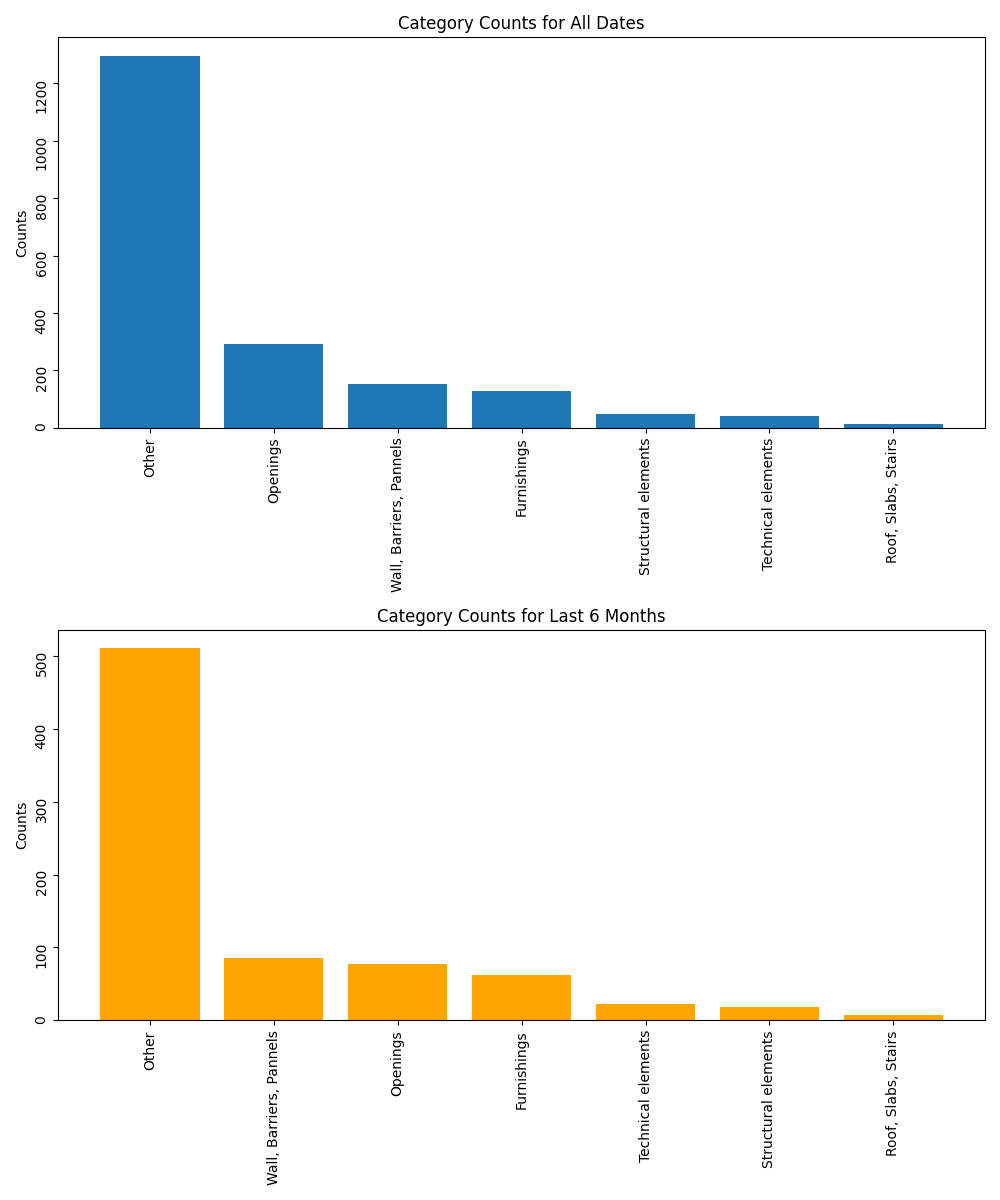 Category Counts for All Dates
Counts
1200
1000
800
600
400
200
0
Other
Openings
Wall, Barriers, Pannels
Furnishings
Structural elements
Technical elements
Roof, Slabs, Stairs
Category Counts for Last 6 Months
Counts
500
400
300
200
100
0
Other
Wall, Barriers, Pannels
Openings
Furnishings
Technical elements
Structural elements
Roof, Slabs, Stairs